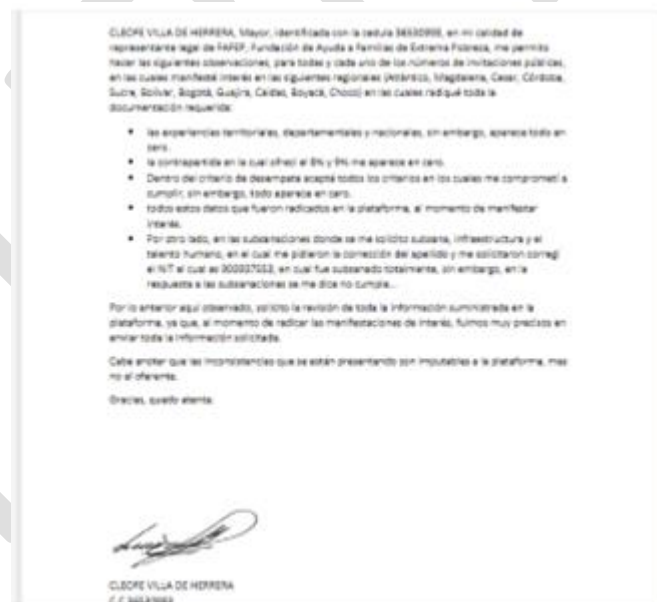 CLEOFE VILLA DE HERRERA, Mayor, identificada con la cedula 36530993, en mi calidad de
representante legal de FAFEP, Fundación de Ayuda a Familias de Extrema Pobreza, me permito
hacer las siguientes observaciones, para todas y cada uno de los números de invitaciones públicas,
en las cuales manifesté interés en las siguientes regionales (Atlántico, Magdalena, Cesar, Córdoba,
Sucre, Bolívar, Bogotá, Guajira, Caldas, Boyacá, Chocó) en las cuales radiqué toda la
documentación requerida:
• las experiencias territoriales, departamentales y nacionales, sin embargo, aparece todo en
cero.
• la contrapartida en la cual ofrecí el 8% y 9% me aparece en cero.
• Dentro del criterio de desempate acepté todos los criterios en los cuales me comprometí a
cumplir, sin embargo, todo aparece en cero.
• todos estos datos que fueron radicados en la plataforma, al momento de manifestar
interés.
• Por otro lado, en las subsanaciones donde se me solicito subsana, infraestructura y el
talento humano, en el cual me pidieron la corrección del apellido y me solicitaron corregí
el NIT el cual es en cual fue subsanado totalmente, sin embargo, en la
respuesta a las subsanaciones se me dice no cumple...
Por lo anterior aquí observado, solicito la revisión de toda la información suministrada en la
plataforma, ya que, al momento de radicar las manifestaciones de interés, fuimos muy precisos en
enviar toda la información solicitada.
Cabe anotar que las inconsistencias que se están presentando son imputables a la plataforma, mas
no al oferente.
Gracias, quedo atenta.
CLEOFE VILLA DE HERRERA
C.C 36530993